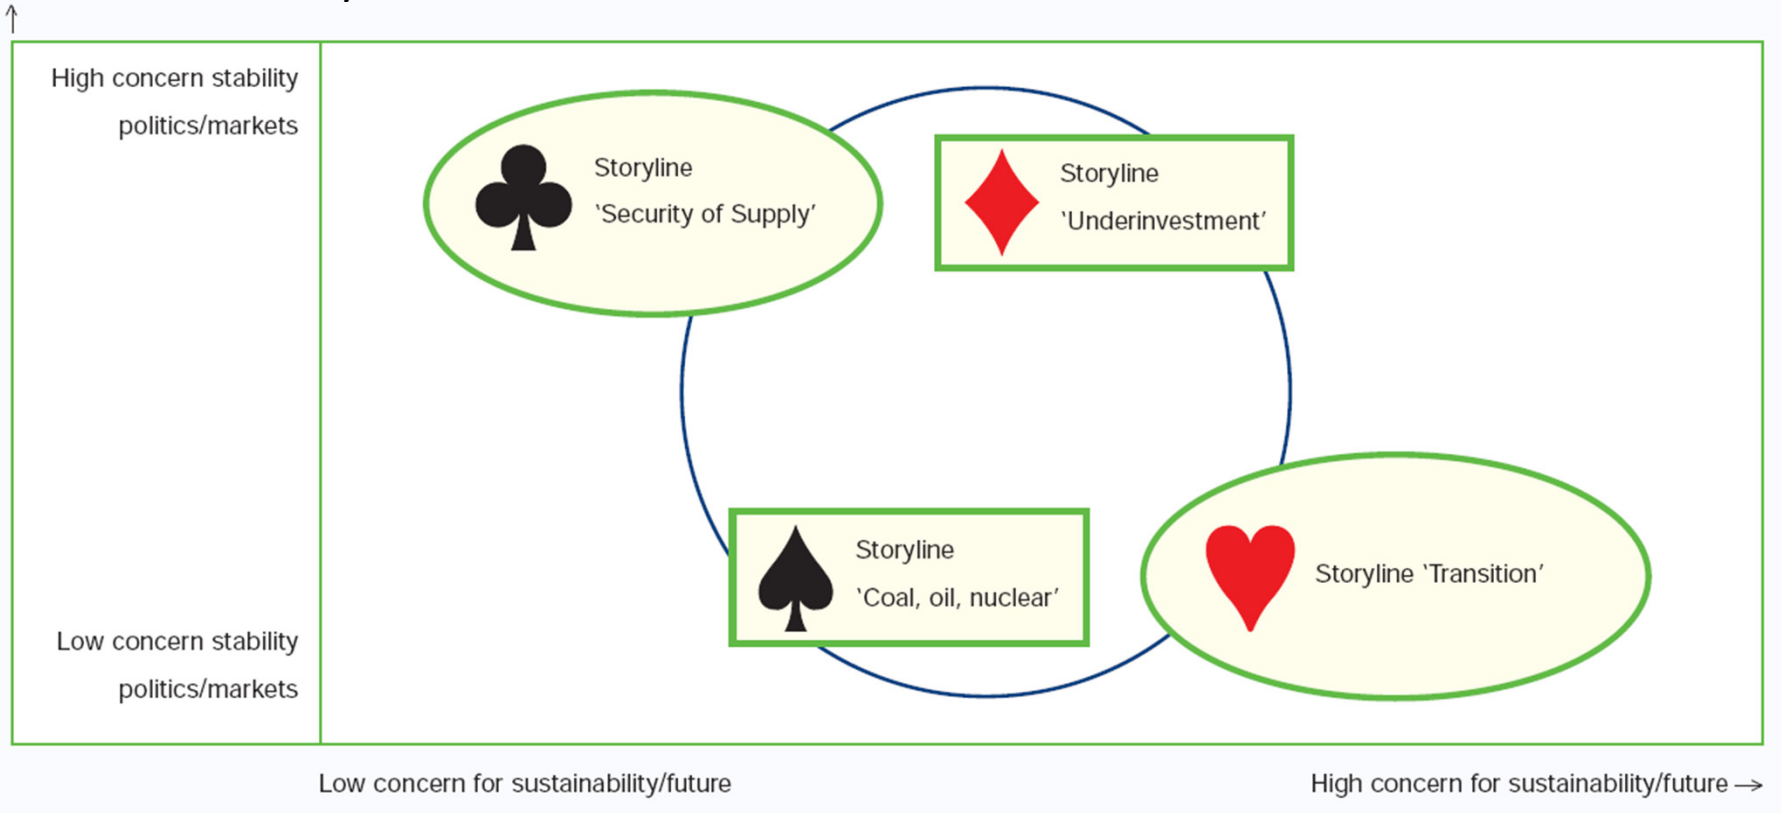 High concern stability
politics/markets
Storyline
‘Security of Supply’
Storyline
‘Underinvestment’
Storyline
‘Coal, oil, nuclear’
Storyline ‘Transition’
Low concern stability
politics/markets
Low concern for sustainability/future
High concern for sustainability/future